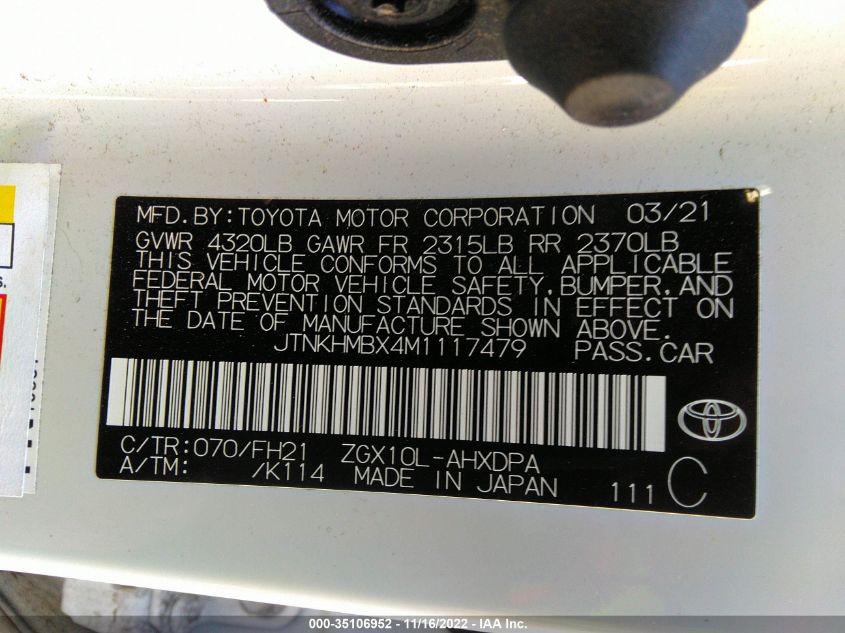 MFD.BY:TOYOTA MOTOR CORPORATION 03/21
GVWR 4320LB GAWR FR 2315LB RR 2370LB
THIS VEHICLE CONFORMS TO ALL APPLICABLE
FEDERAL MOTOR VEHICLE SAFETY,BUMPER,AND
THEFT PREVENTION STANDARDS IN EFFECT ON
THE DATE OF MANUFACTURE SHOWN ABOVE.
JTNKHMBX4M1117479 PASS.CAR
C/TR:070/FH21 ZGX10L-AHXDPA
A/TM: /K114 MADE IN JAPAN 111 C
000-35106952 - 11/16/2022 - IAA Inc.